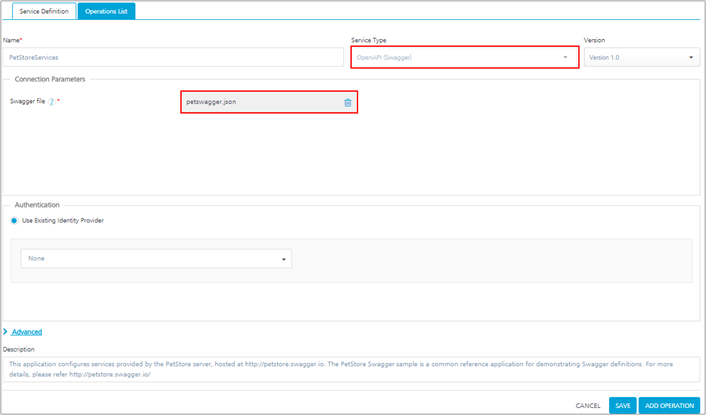 Service Definition Operations List
Name* Service Type Version
PetStoreServices OpenAPI (Swagger) Version 1.0
Connection Parameters
Swagger file ? * petswagger.json
Authentication
Use Existing Identity Provider
None
Advanced
Description
This application configures services provided by the PetStore server, hosted at http://petstore.swagger.io. The PetStore Swagger sample is a common reference application for demonstrating Swagger definitions. For more
details, please refer http://petstore.swagger.io/
CANCEL SAVE ADD OPERATION